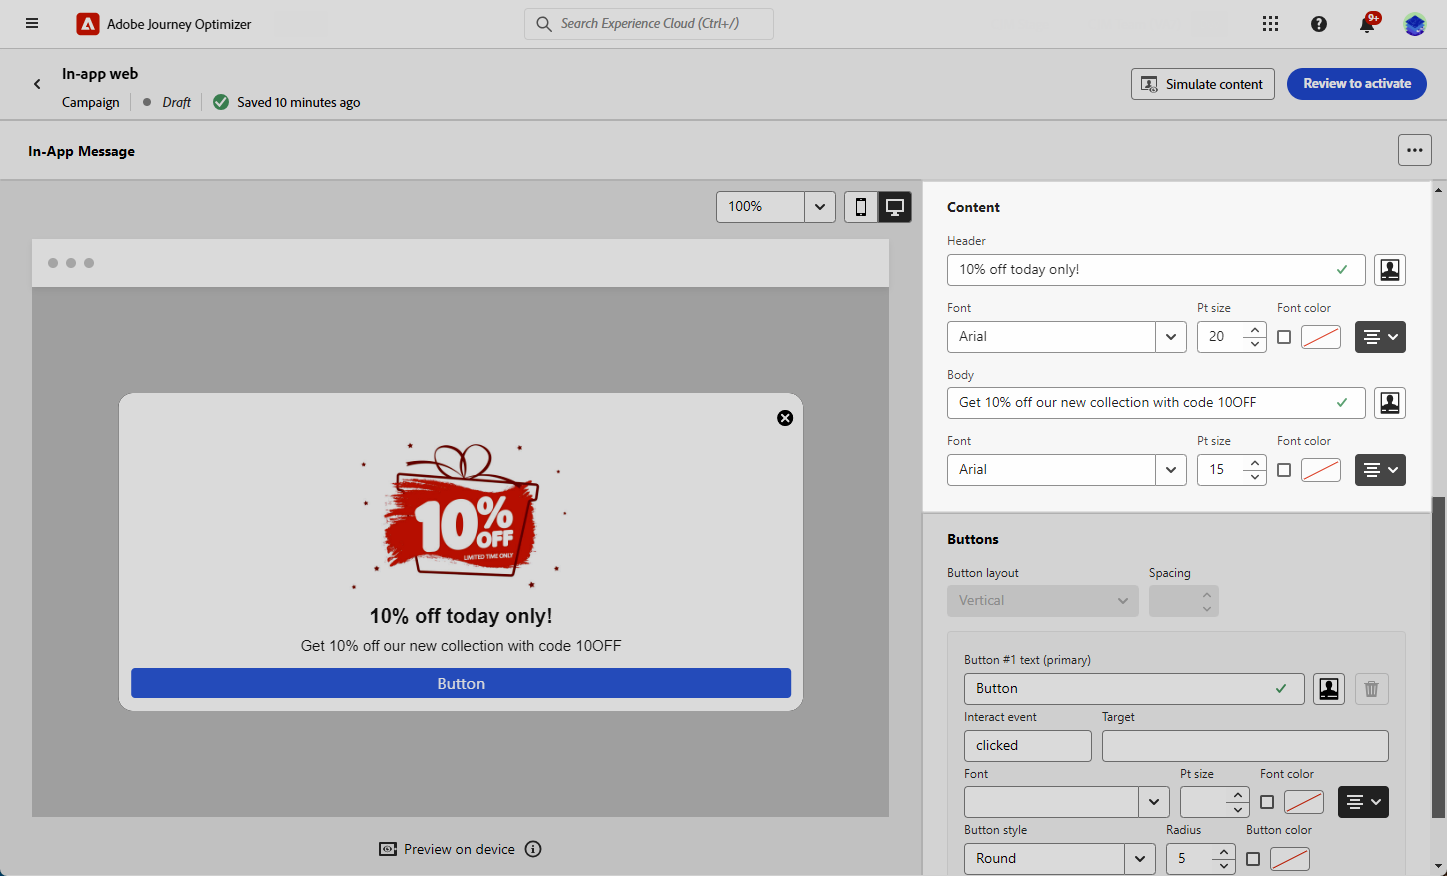 Adobe Journey Optimizer
Search Experience Cloud (Ctrl+/)
9+
In-app web
Campaign
Draft
Saved 10 minutes ago
Simulate content
Review to activate
In-App Message
100%
10%
OFF
LIMITED TIME ONLY
10% off today only!
Get 10% off our new collection with code 10OFF
Button
Preview on device
Content
Header
10% off today only!
Font
Pt size
Font color
Arial
20
Body
Get 10% off our new collection with code 10OFF
Font
Pt size
Font color
Arial
15
Buttons
Button layout
Spacing
Vertical
Button #1 text (primary)
Button
Interact event
Target
clicked
Font
Pt size
Font color
Button style
Radius
Button color
Round
5